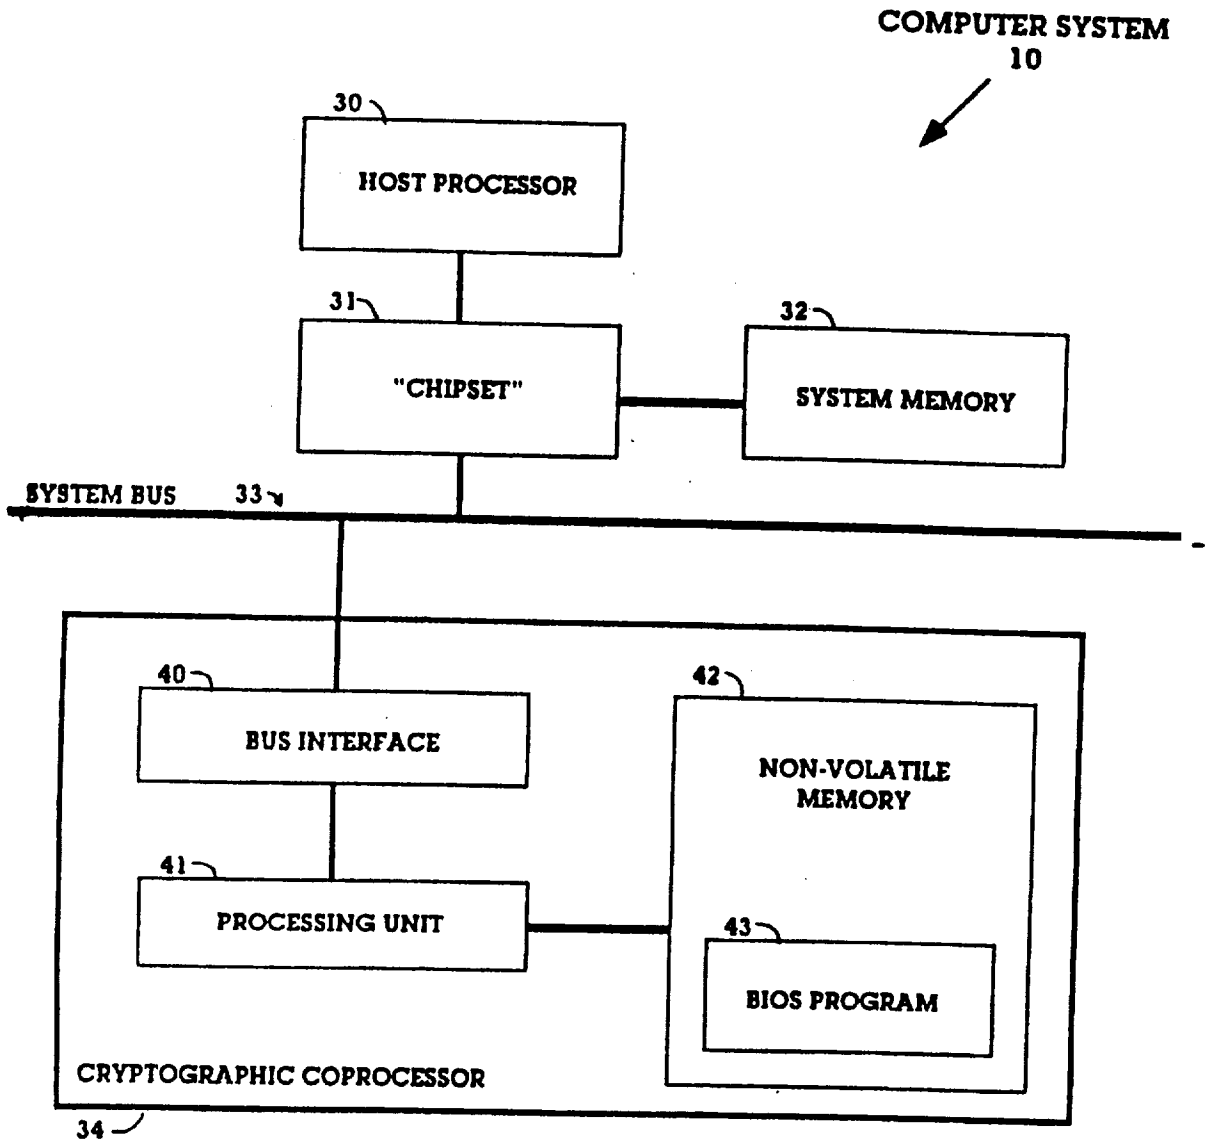 COMPUTER SYSTEM
10
30
HOST PROCESSOR
31
"CHIPSET"
32
SYSTEM MEMORY
SYSTEM BUS
33
40
BUS INTERFACE
41
PROCESSING UNIT
42
NON-VOLATILE
MEMORY
43
BIOS PROGRAM
CRYPTOGRAPHIC COPROCESSOR
34